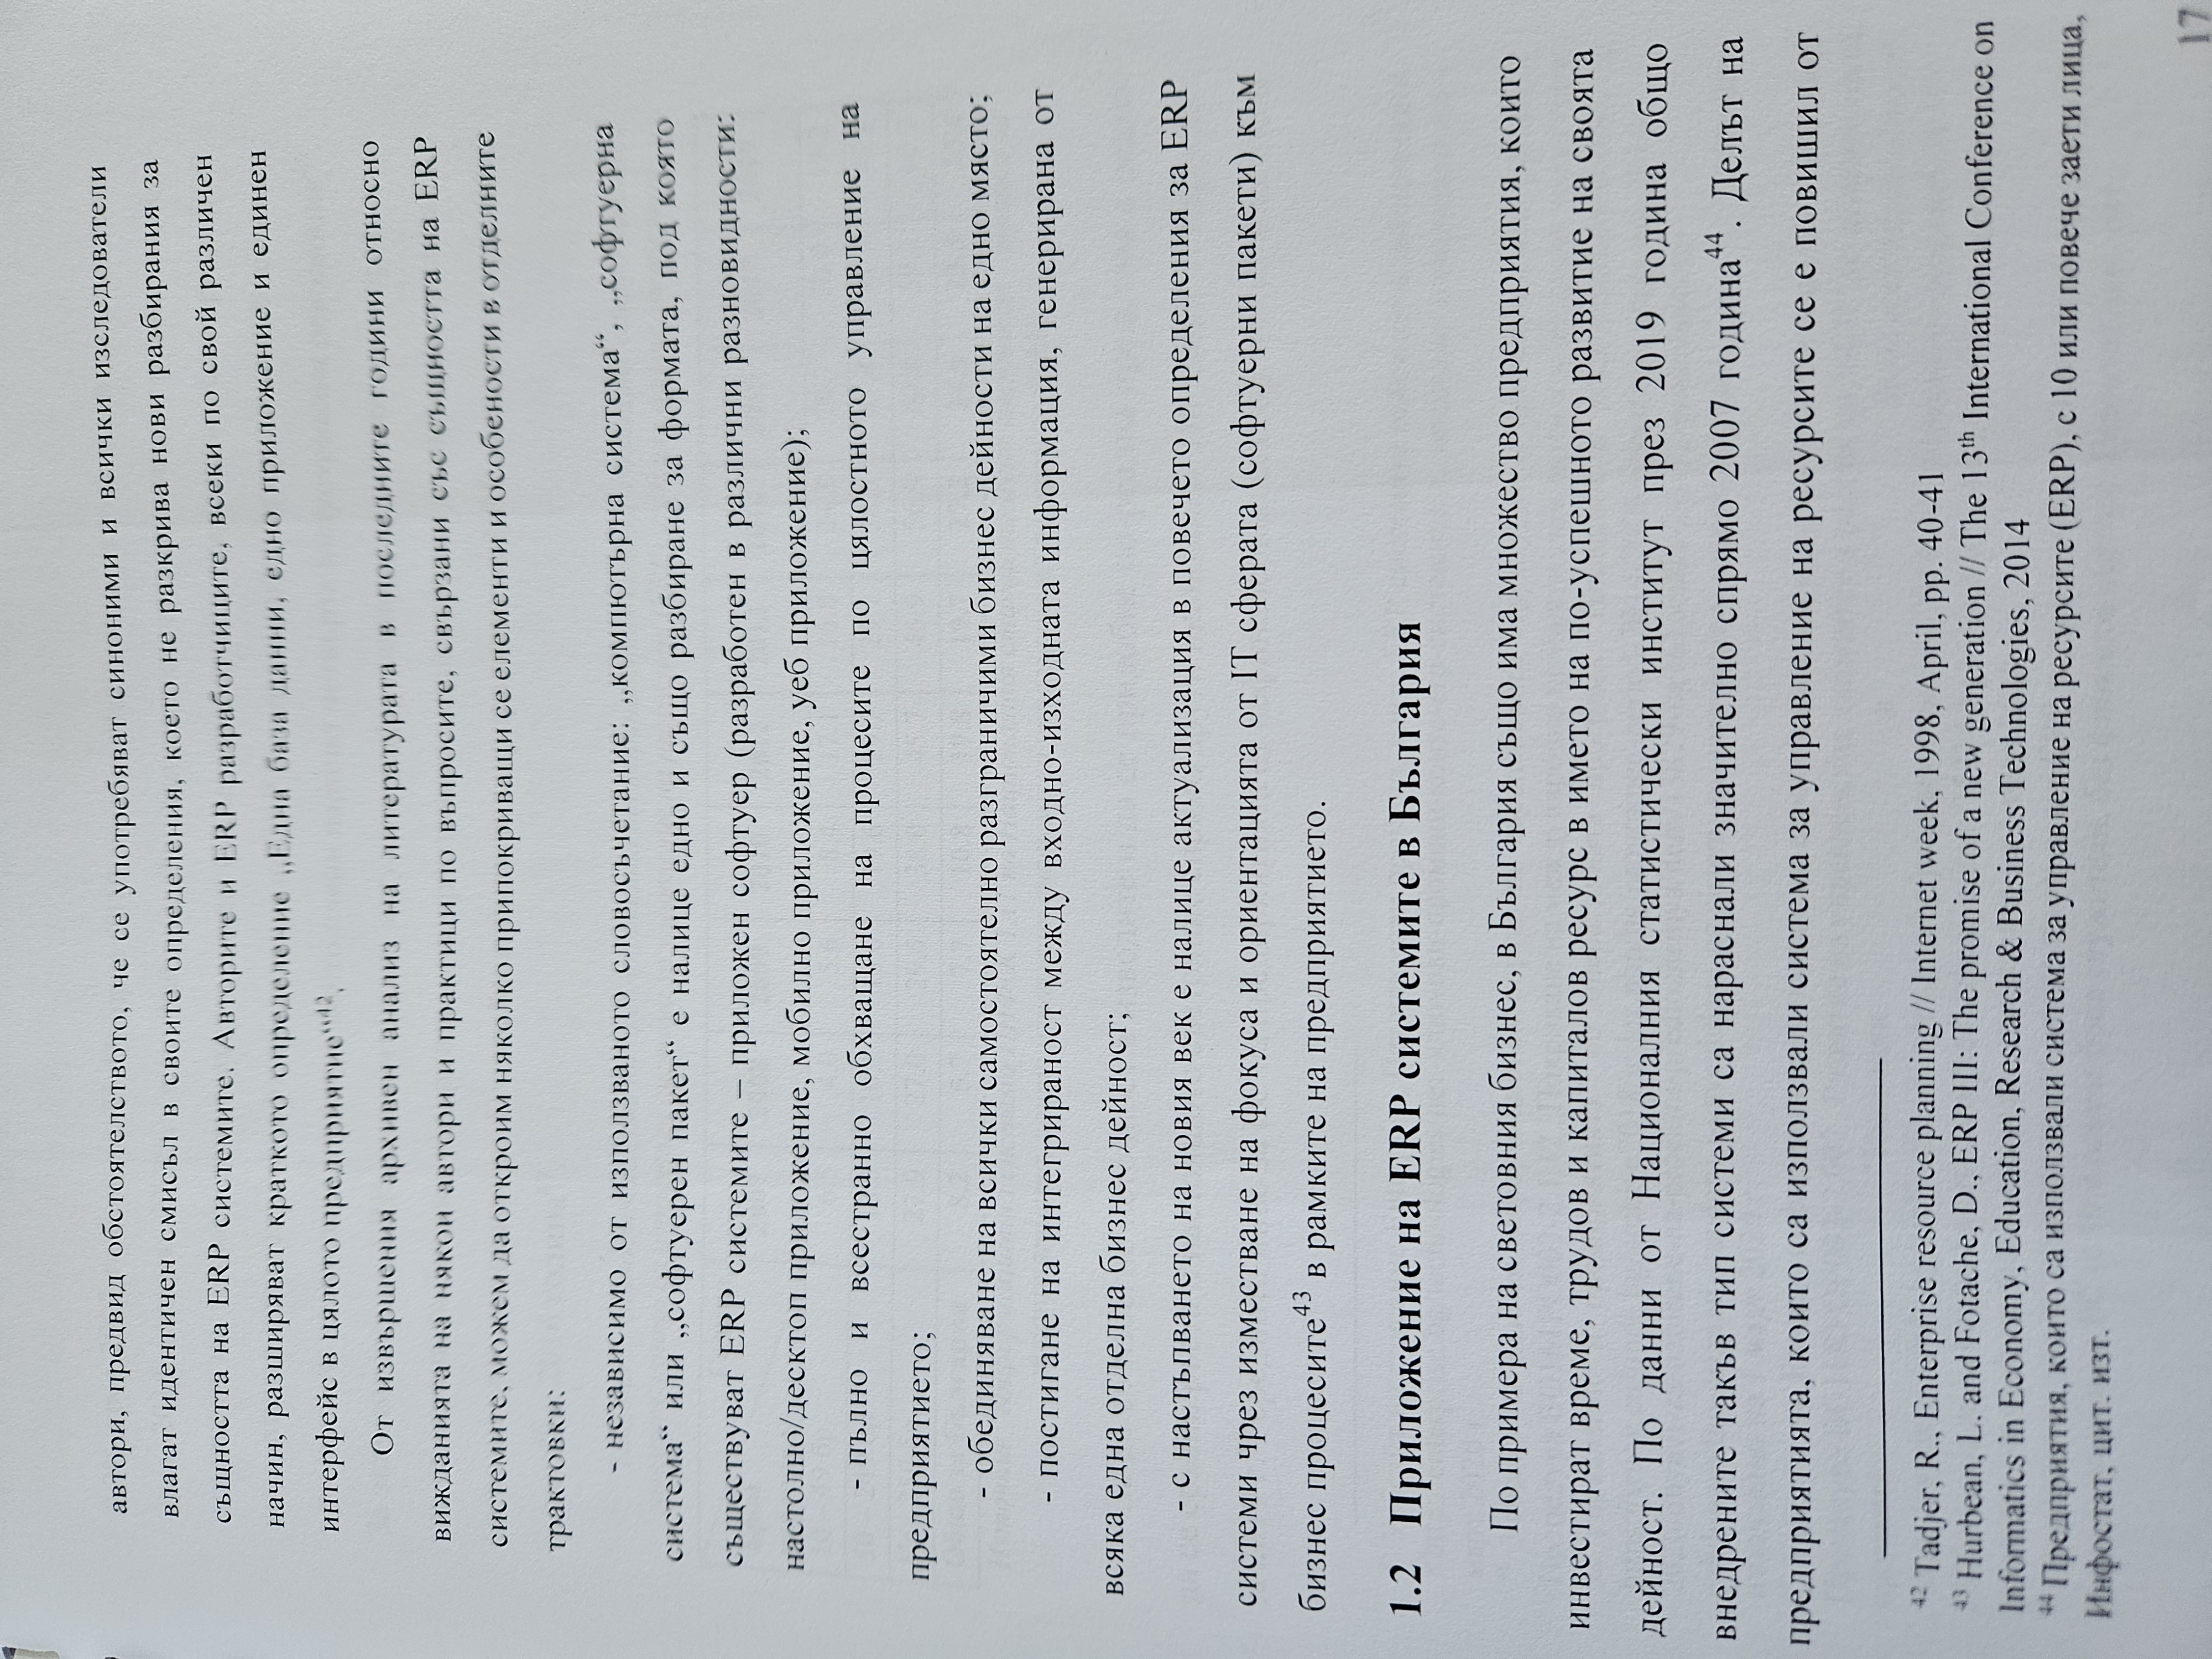 автори, предвид обстоятелството, че се употребяват синоними и всички изследователи
влагат идентичен смисъл в своите определения, което не разкрива нови разбирания за
същността на ERP системите. Авторите и ERP разработчиците, всеки по свой различен
начин, разширяват краткото определение „Една база данни, едно приложение и единен
интерфейс в цялото предприятие“⁴².
От извършения архивен анализ на литературата в последните години относно
вижданията на някои автори и практици по въпросите, свързани със същността на ERP
системите, можем да откроим няколко припокриващи се елементи и особености в отделните
трактовки:
- независимо от използваното словосъчетание: „компютърна система“, „софтуерна
система“ или „софтуерен пакет“ е налице едно и също разбиране за формата, под която
съществуват ERP системите – приложен софтуер (разработен в различни разновидности:
настолно/десктоп приложение, мобилно приложение, уеб приложение);
- пълно и всестранно обхващане на процесите по цялостното управление на
предприятието;
- обединяване на всички самостоятелно разграничими бизнес дейности на едно място;
- постигане на интегрираност между входно-изходната информация, генерирана от
всяка една отделна бизнес дейност;
- с настъпването на новия век е налице актуализация в повечето определения за ERP
системи чрез изместване на фокуса и ориентацията от IT сферата (софтуерни пакети) към
бизнес процесите⁴³ в рамките на предприятието.
1.2 Приложение на ERP системите в България
По примера на световния бизнес, в България също има множество предприятия, които
инвестират време, трудов и капиталов ресурс в името на по-успешното развитие на своята
дейност. По данни от Националния статистически институт през 2019 година общо
внедрените такъв тип системи са нараснали значително спрямо 2007 година⁴⁴. Делът на
предприятията, които са използвали система за управление на ресурсите се е повишил от
⁴² Tadjer, R., Enterprise resource planning // Internet week, 1998, April, pp. 40-41
⁴³ Hurbean, L. and Fotache, D., ERP III: The promise of a new generation // The 13ᵗʰ International Conference on
Informatics in Economy, Education, Research & Business Technologies, 2014
⁴⁴ Предприятия, които са използвали система за управление на ресурсите (ERP), с 10 или повече заети лица,
Инфостат, цит. изт.
17